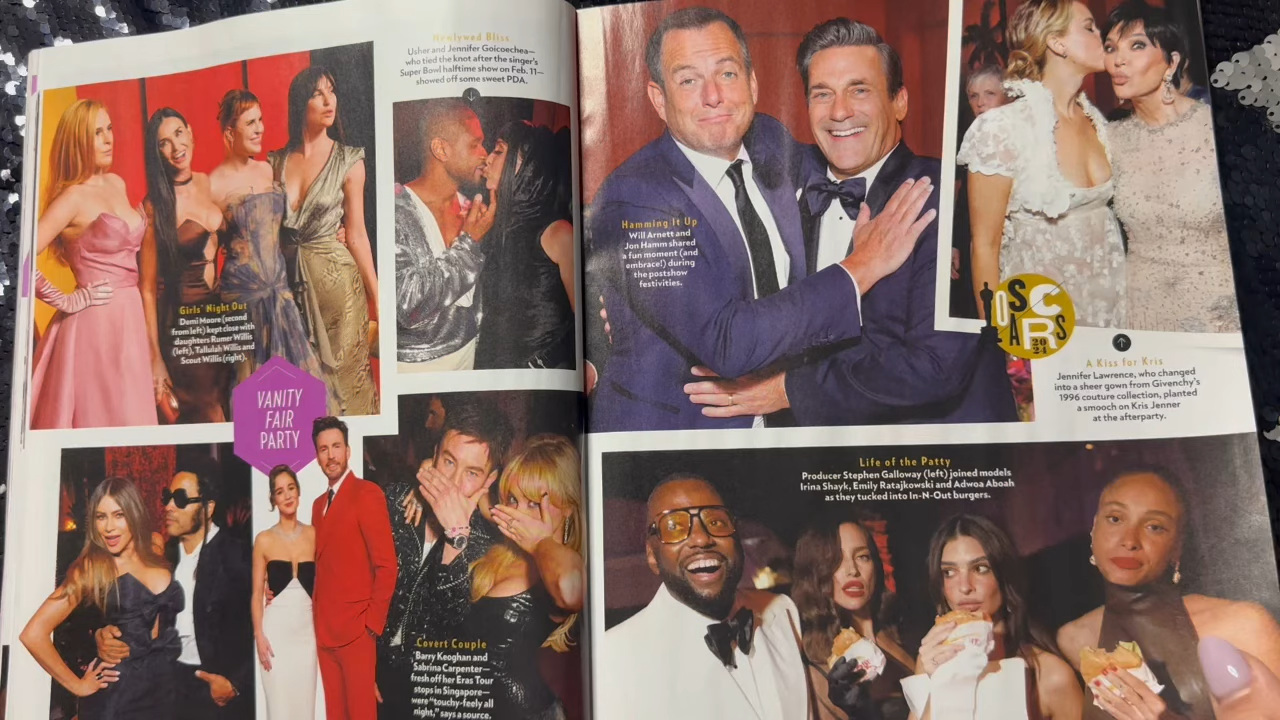 Newlywed Bliss
Usher and Jennifer Goicoechea—
who tied the knot after the singer's
Super Bowl halftime show on Feb. 11—
showed off some sweet PDA.
Girls' Night Out
Demi Moore (second
from left) kept close with
daughters Rumer Willis
(left), Tallulah Willis and
Scout Willis (right).
VANITY
FAIR
PARTY
Covert Couple
Barry Keoghan and
Sabrina Carpenter—
fresh off her Eras Tour
stops in Singapore—
were "touchy-feely all
night," says a source.
Hamming It Up
Will Arnett and
Jon Hamm shared
a fun moment (and
embrace!) during
the postshow
festivities.
OSCARS
2024
A Kiss for Kris
Jennifer Lawrence, who changed
into a sheer gown from Givenchy's
1996 couture collection, planted
a smooch on Kris Jenner
at the afterparty.
Life of the Patty
Producer Stephen Galloway (left) joined models
Irina Shayk, Emily Ratajkowski and Adwoa Aboah
as they tucked into In-N-Out burgers.